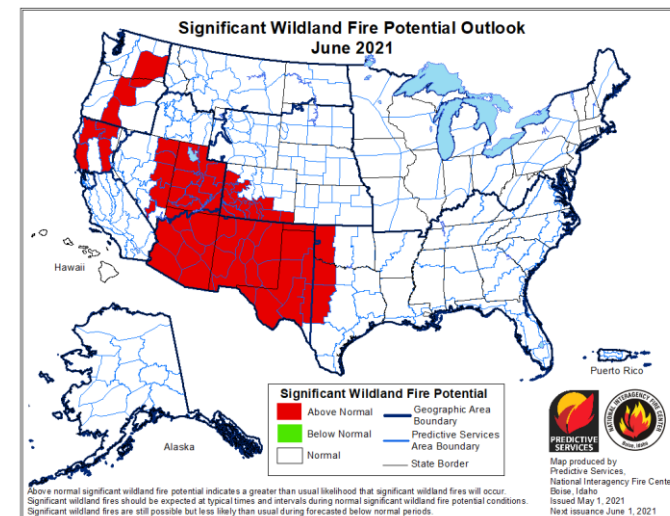 Significant Wildland Fire Potential Outlook
June 2021
Hawaii
Alaska
Puerto Rico
Significant Wildland Fire Potential
Above Normal
Below Normal
Normal
Geographic Area
Boundary
Predictive Services
Area Boundary
State Border
PREDICTIVE
SERVICES
NATIONAL INTERAGENCY FIRE CENTER
Boise, Idaho
Map produced by
Predictive Services,
National Interagency Fire Cente
Boise, Idaho
Issued May 1, 2021
Next issuance June 1, 2021
Above normal significant wildland fire potential indicates a greater than usual likelihood that significant wildland fires will occur.
Significant wildland fires should be expected at typical times and intervals during normal significant wildland fire potential conditions.
Significant wildland fires are still possible but less likely than usual during forecasted below normal periods.